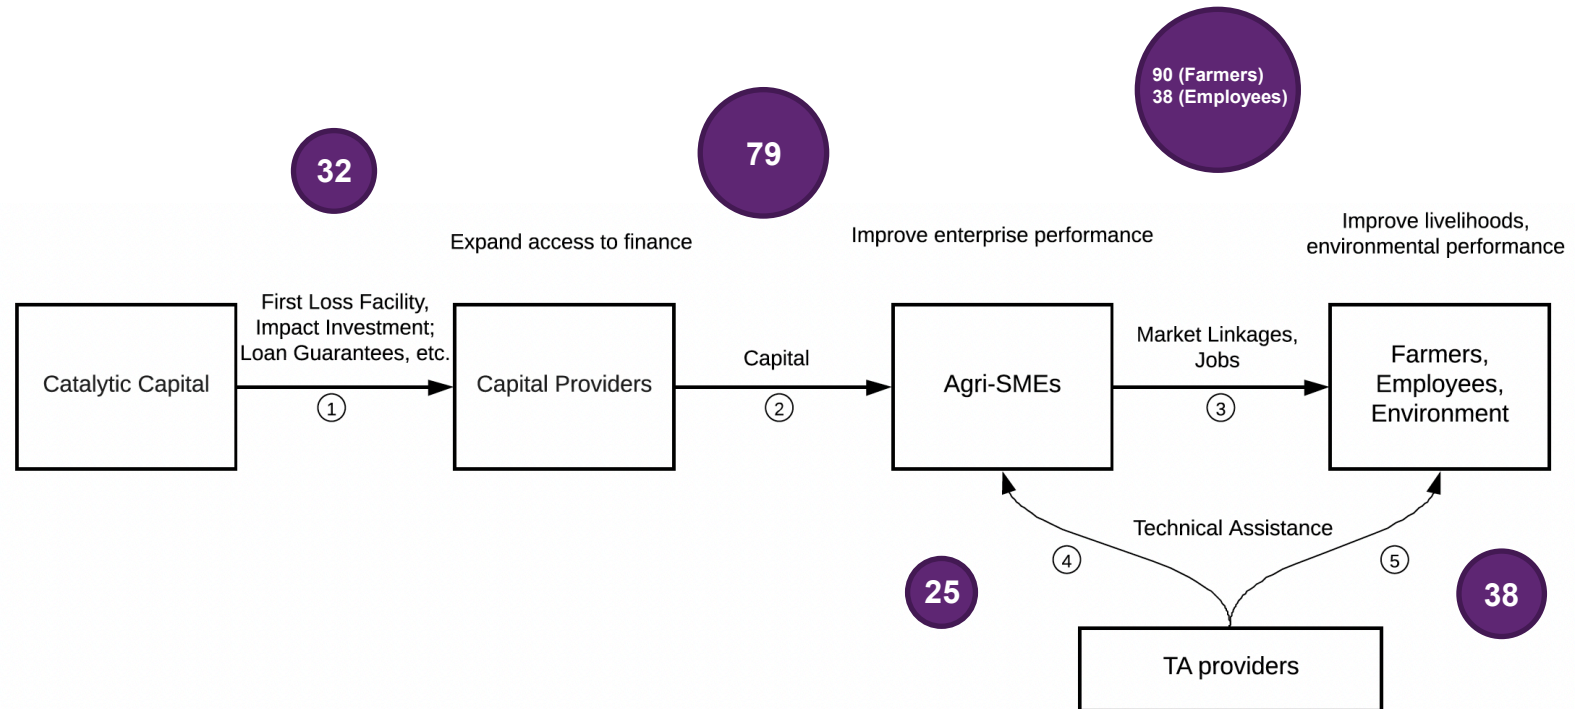 90 (Farmers)
38 (Employees)
79
32
Expand access to finance
Improve enterprise performance
Improve livelihoods,
environmental performance
Catalytic Capital
First Loss Facility,
Impact Investment;
Loan Guarantees, etc.
1
Capital Providers
Capital
2
Agri-SMEs
Market Linkages,
Jobs
3
Farmers,
Employees,
Environment
Technical Assistance
4
5
25
38
TA providers